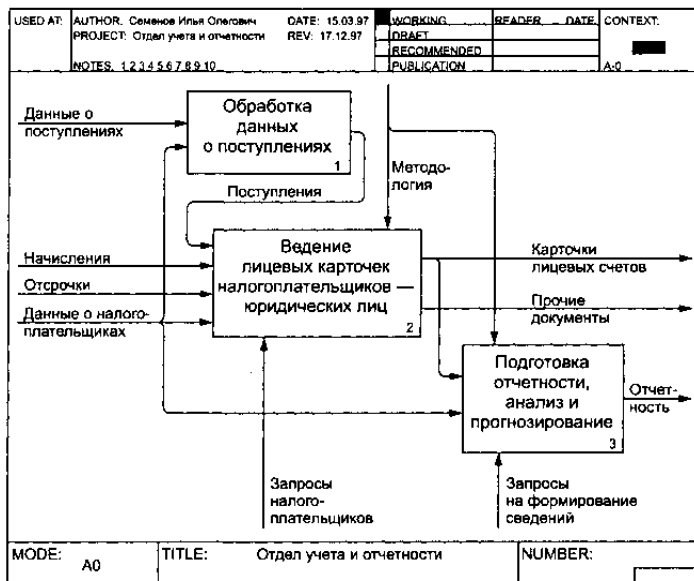 USED AT:
AUTHOR: Семенов Илья Олегович
DATE: 15.03.97
PROJECT: Отдел учета и отчетности
REV: 17.12.97
NOTES: 1 2 3 4 5 6 7 8 9 10
WORKING
DRAFT
RECOMMENDED
PUBLICATION
READER
DATE
CONTEXT:
A-0
Данные о
поступлениях
Обработка
данных
о поступлениях
1
Методо-
логия
Поступления
Начисления
Отсрочки
Данные о налого-
плательщиках
Ведение
лицевых карточек
налогоплательщиков —
юридических лиц
2
Карточки
лицевых счетов
Прочие
документы
Подготовка
отчетности,
анализ и
прогнозирование
3
Отчет-
ность
Запросы
налого-
плательщиков
Запросы
на формирование
сведений
MODE:
A0
TITLE:
Отдел учета и отчетности
NUMBER: